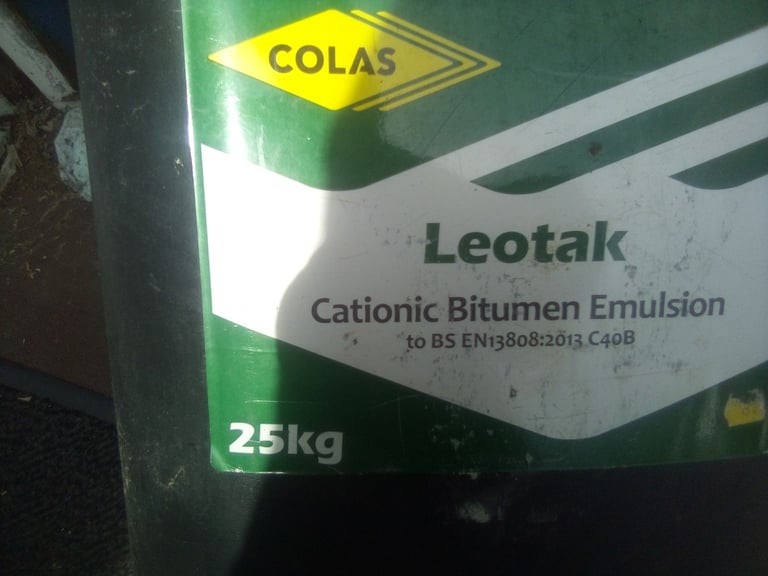 COLAS
Leotak
Cationic Bitumen Emulsion
to BS EN13808:2013 C40B
25kg